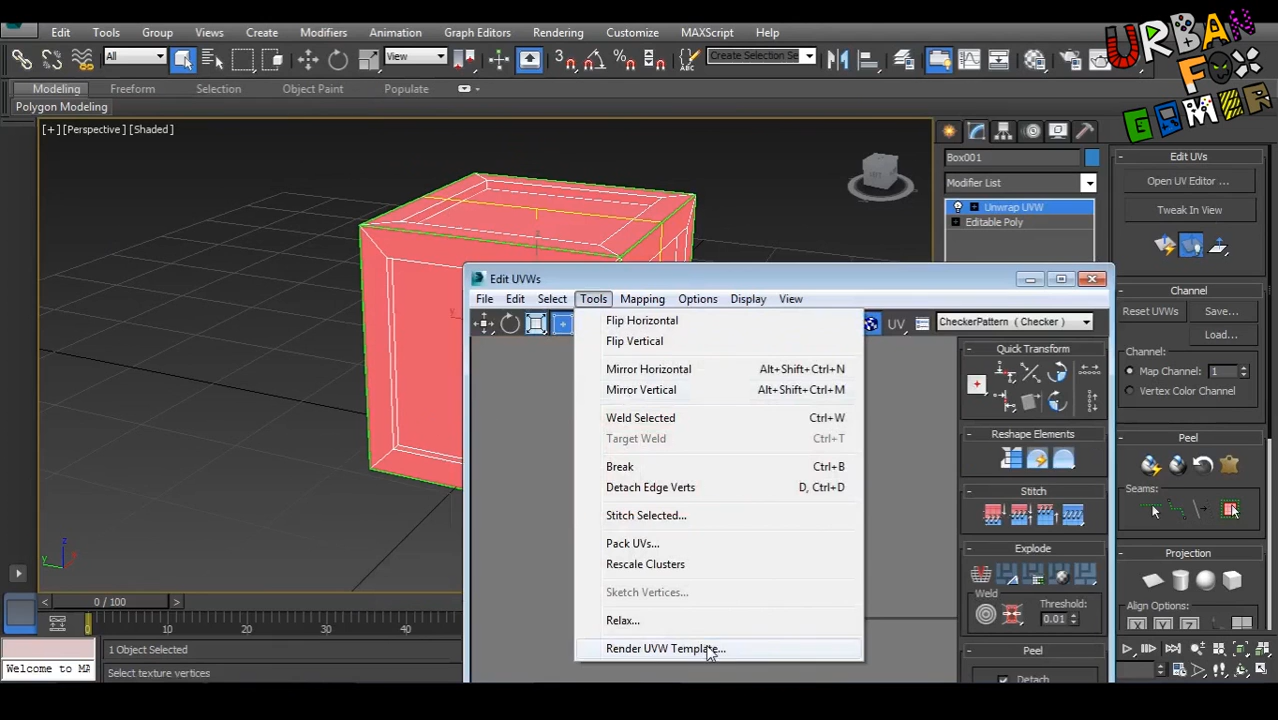 Edit Tools Group Views Create Modifiers Animation Graph Editors Rendering Customize MAXScript Help
URBAN
FOX
GAMER
All
View
Create Selection Se
Modeling Freeform Selection Object Paint Populate
Polygon Modeling
[+] [Perspective] [Shaded]
Box001
Modifier List
Unwrap UVW
Editable Poly
Edit UVs
Open UV Editor ...
Tweak In View
Channel
Reset UVWs Save...
Load...
Channel:
Map Channel: 1
Vertex Color Channel
Peel
Seams:
Projection
Align Options:
Edit UVWs
File Edit Select Tools Mapping Options Display View
UV
CheckerPattern ( Checker )
Flip Horizontal
Flip Vertical
Mirror Horizontal Alt+Shift+Ctrl+N
Mirror Vertical Alt+Shift+Ctrl+M
Weld Selected Ctrl+W
Target Weld Ctrl+T
Break Ctrl+B
Detach Edge Verts D, Ctrl+D
Stitch Selected...
Pack UVs...
Rescale Clusters
Sketch Vertices...
Relax...
Render UVW Template...
Quick Transform
Reshape Elements
Stitch
Explode
Weld Threshold:
0.01
Peel
Detach
z
y
0 / 100
0 10 20 30 40
1 Object Selected
Welcome to MA
Select texture vertices